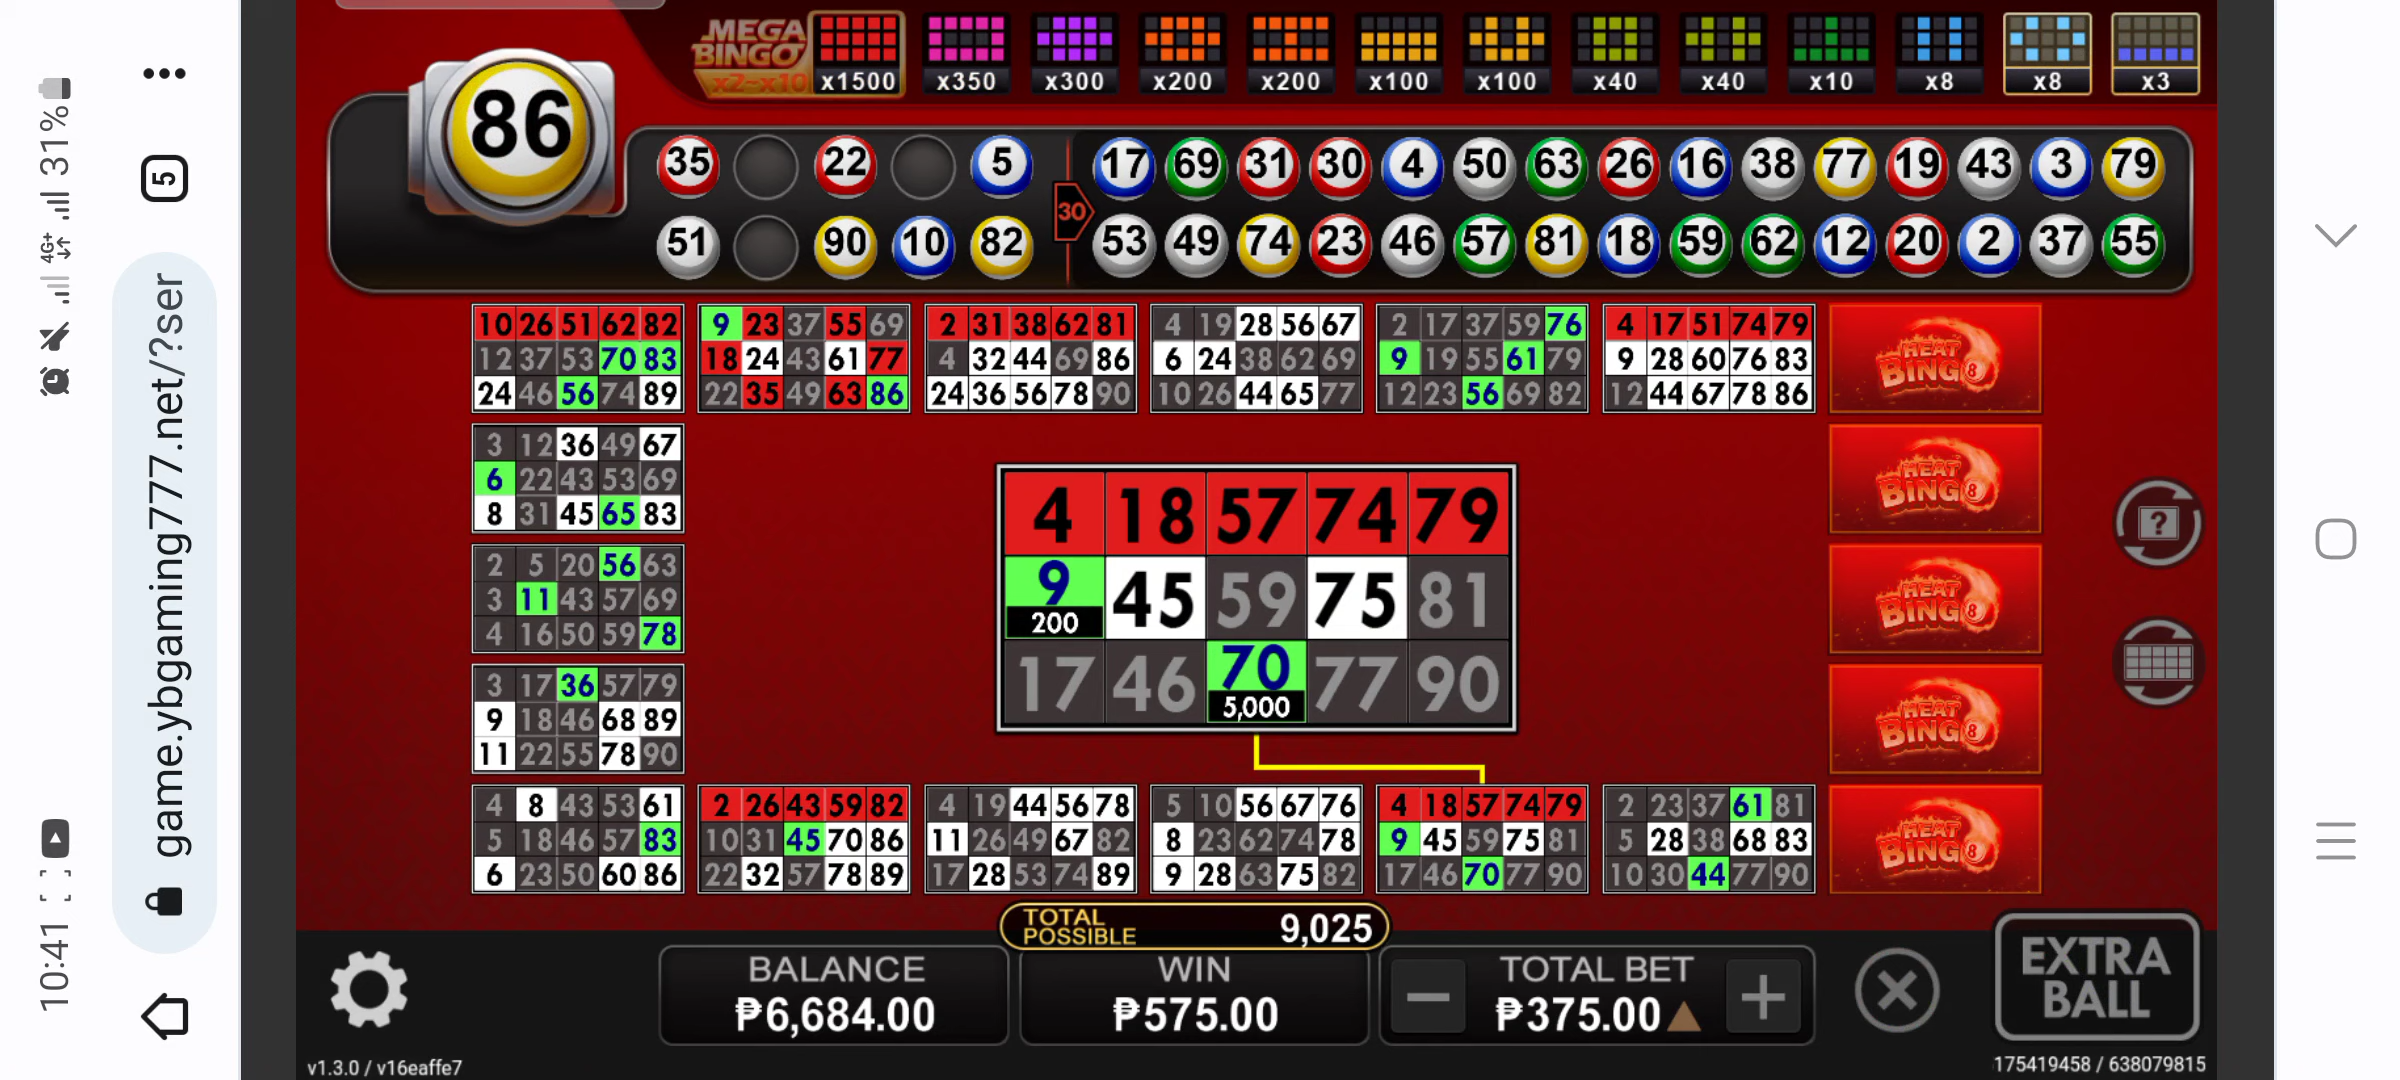 10:41
4G+ 31%
game.ybgaming777.net/?ser
5
MEGA BINGO
x2~x10
x1500 x350 x300 x200 x200 x100 x100 x40 x40 x10 x8 x8 x3
86
35 22 5
51 90 10 82
30
17 69 31 30 4 50 63 26 16 38 77 19 43 3 79
53 49 74 23 46 57 81 18 59 62 12 20 2 37 55
10 26 51 62 82
12 37 53 70 83
24 46 56 74 89
9 23 37 55 69
18 24 43 61 77
22 35 49 63 86
2 31 38 62 81
4 32 44 69 86
24 36 56 78 90
4 19 28 56 67
6 24 38 62 69
10 26 44 65 77
2 17 37 59 76
9 19 55 61 79
12 23 56 69 82
4 17 51 74 79
9 28 60 76 83
12 44 67 78 86
HEAT BINGO 8
3 12 36 49 67
6 22 43 53 69
8 31 45 65 83
HEAT BINGO 8
2 5 20 56 63
3 11 43 57 69
4 16 50 59 78
HEAT BINGO 8
3 17 36 57 79
9 18 46 68 89
11 22 55 78 90
HEAT BINGO 8
4 18 57 74 79
9 45 59 75 81
200
17 46 70 77 90
5,000
?
4 8 43 53 61
5 18 46 57 83
6 23 50 60 86
2 26 43 59 82
10 31 45 70 86
22 32 57 78 89
4 19 44 56 78
11 26 49 67 82
17 28 53 74 89
5 10 56 67 76
8 23 62 74 78
9 28 63 75 82
4 18 57 74 79
9 45 59 75 81
17 46 70 77 90
2 23 37 61 81
5 28 38 68 83
10 30 44 77 90
HEAT BINGO 8
TOTAL POSSIBLE 9,025
BALANCE
₱6,684.00
WIN
₱575.00
TOTAL BET
₱375.00
EXTRA
BALL
v1.3.0 / v16eaffe7
175419458 / 638079815